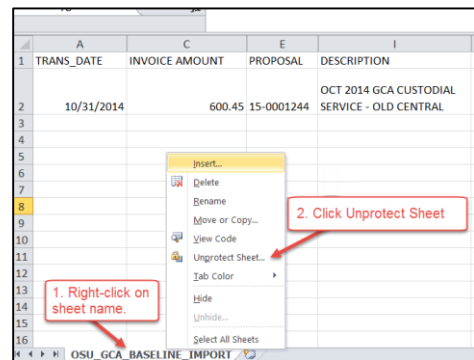 A C E I
1 TRANS_DATE INVOICE AMOUNT PROPOSAL DESCRIPTION
OCT 2014 GCA CUSTODIAL
2 10/31/2014 600.45 15-0001244 SERVICE - OLD CENTRAL
3
4
5
Insert...
6
Delete
7
Rename
8
Move or Copy...
2. Click Unprotect Sheet
9
View Code
10
11
Unprotect Sheet...
12
Tab Color
13
Hide
14
1. Right-click on
sheet name.
Unhide...
15
Select All Sheets
16
OSU_GCA_BASELINE_IMPORT